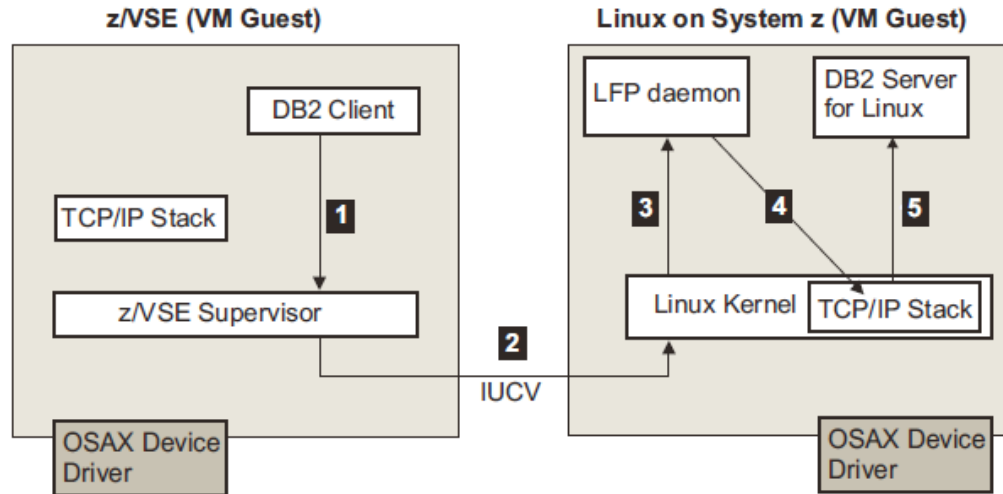 z/VSE (VM Guest)
Linux on System z (VM Guest)
DB2 Client
LFP daemon
DB2 Server
for Linux
1
3
4
5
TCP/IP Stack
z/VSE Supervisor
Linux Kernel
TCP/IP Stack
2
IUCV
OSAX Device
Driver
OSAX Device
Driver